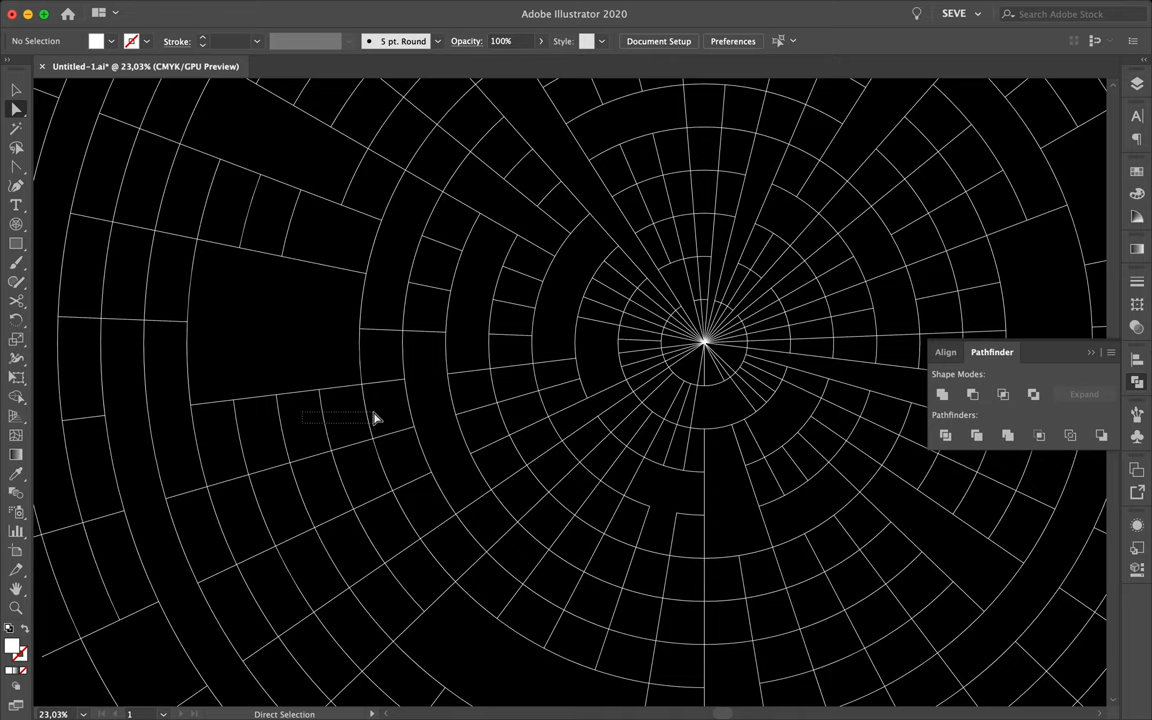 Adobe Illustrator 2020
SEVE
Search Adobe Stock
No Selection
Stroke:
5 pt. Round
Opacity:
100%
Style:
Document Setup
Preferences
Untitled-1.ai* @ 23,03% (CMYK/GPU Preview)
Align
Pathfinder
Shape Modes:
Expand
Pathfinders:
23,03%
1
Direct Selection